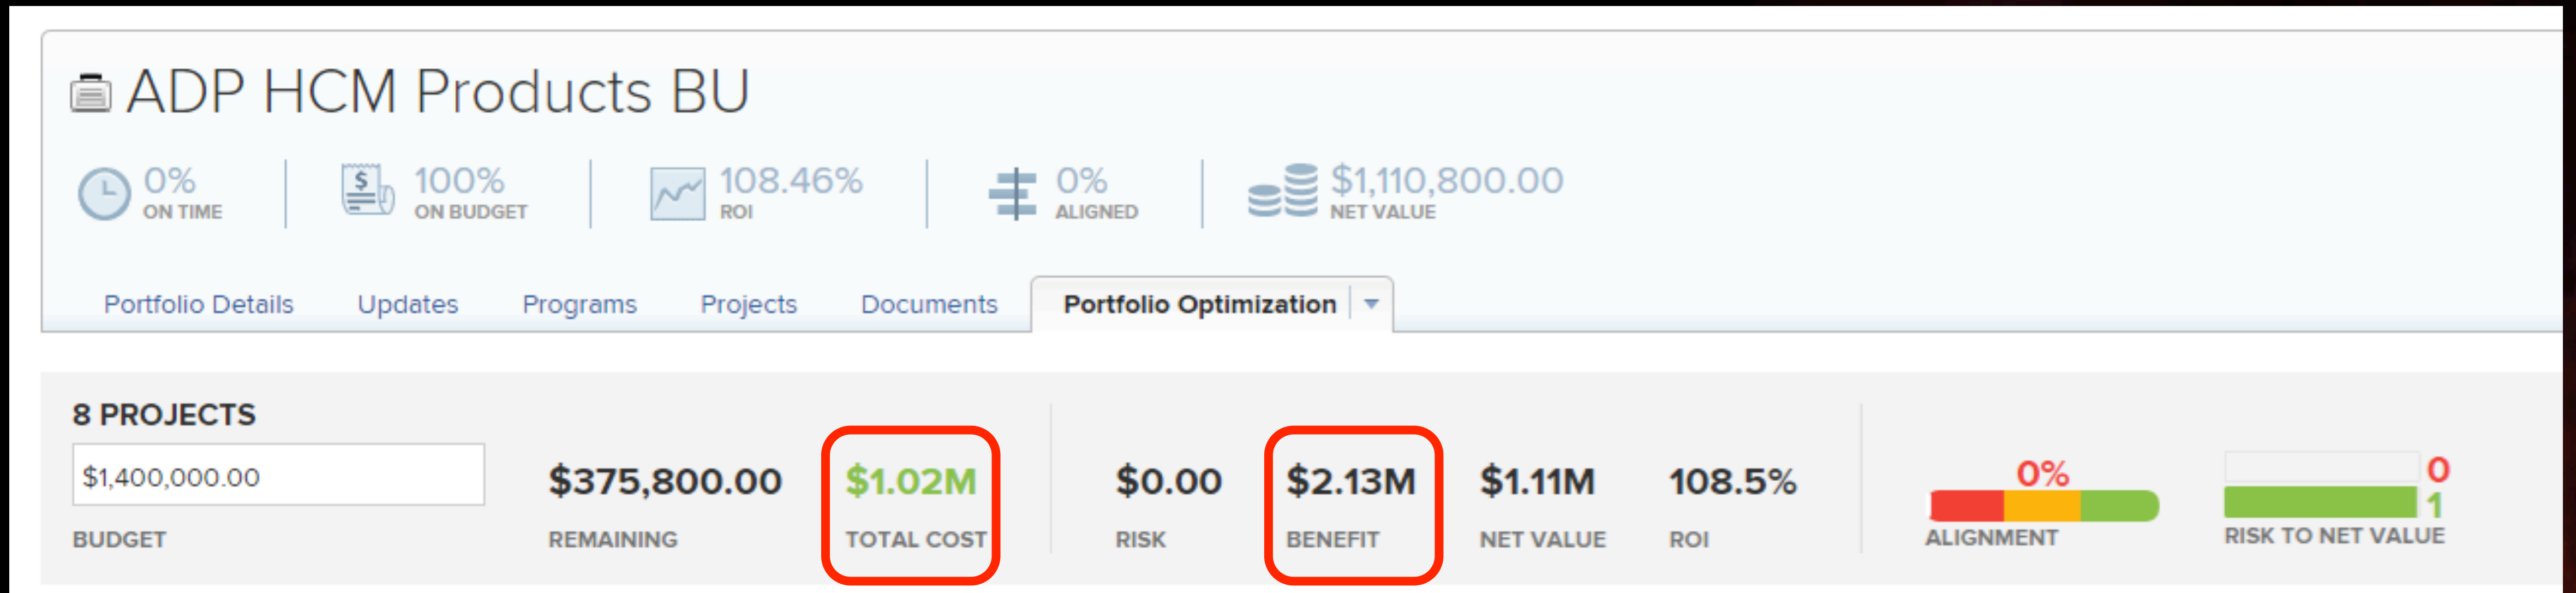 ADP HCM Products BU
0%
ON TIME
$
100%
ON BUDGET
108.46%
ROI
0%
ALIGNED
$1,110,800.00
NET VALUE
Portfolio Details Updates Programs Projects Documents Portfolio Optimization
8 PROJECTS
$1,400,000.00
BUDGET
$375,800.00
REMAINING
$1.02M
TOTAL COST
$0.00
RISK
$2.13M
BENEFIT
$1.11M
NET VALUE
108.5%
ROI
0%
ALIGNMENT
0
1
RISK TO NET VALUE